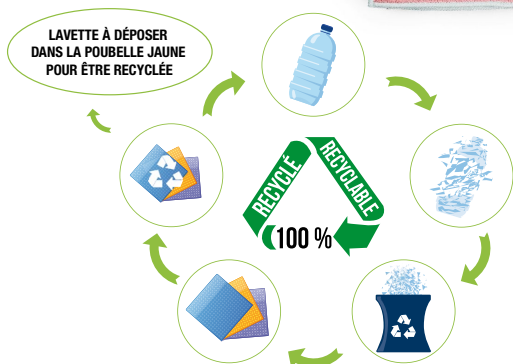 LAVETTE À DÉPOSER
DANS LA POUBELLE JAUNE
POUR ÊTRE RECYCLÉE
RECYCLÉ
RECYCLABLE
100 %